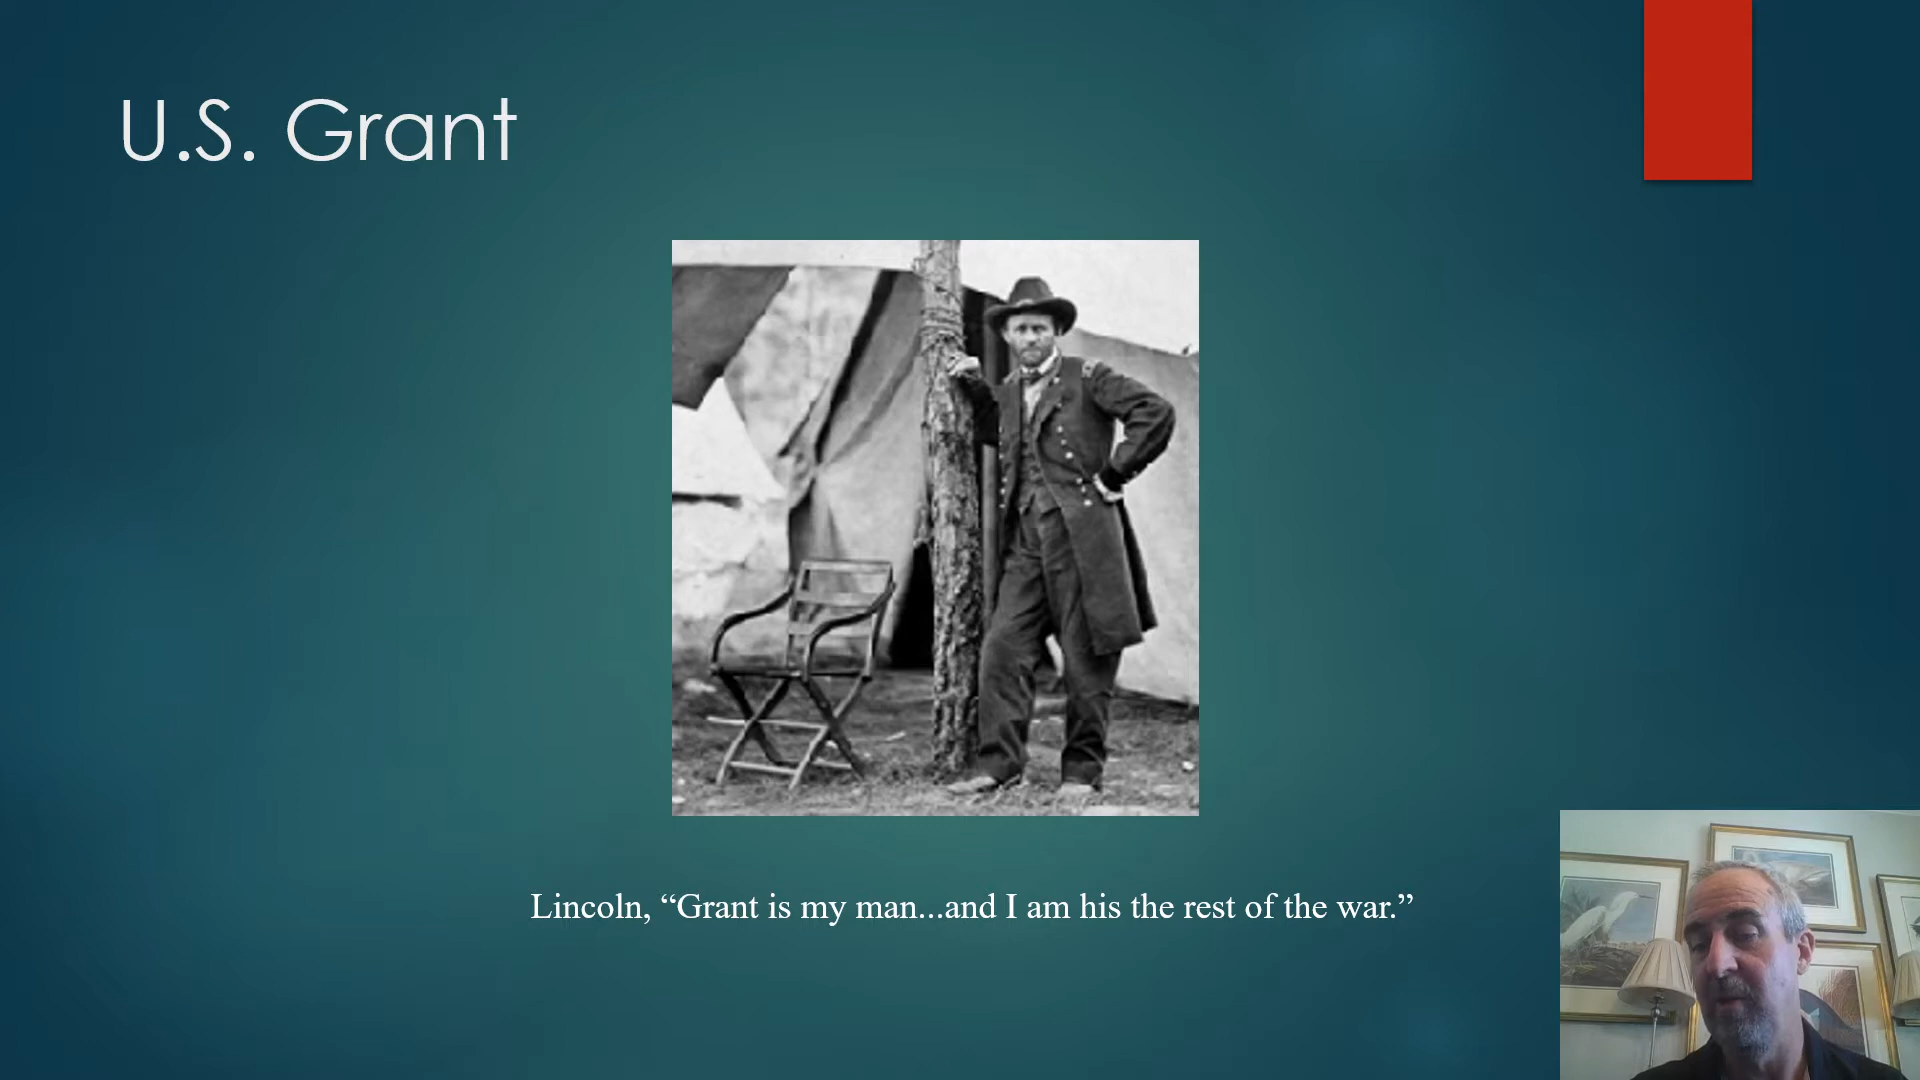 U.S. Grant
Lincoln, “Grant is my man...and I am his the rest of the war.”